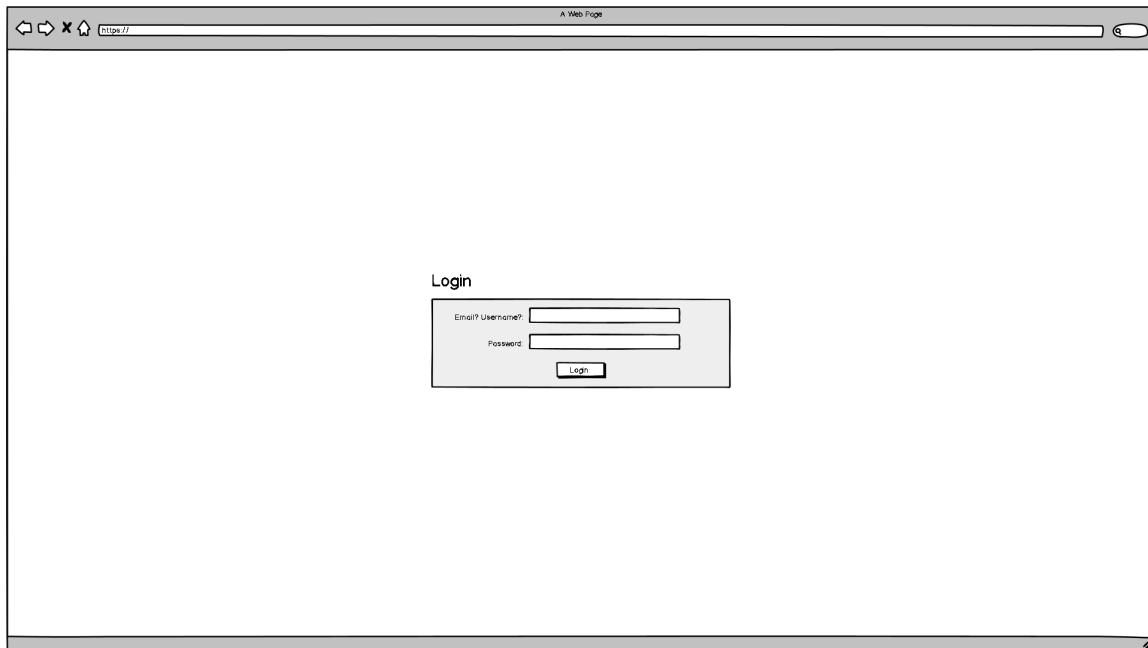 A Web Page
https://
Login
Email? Username?:
Password:
Login